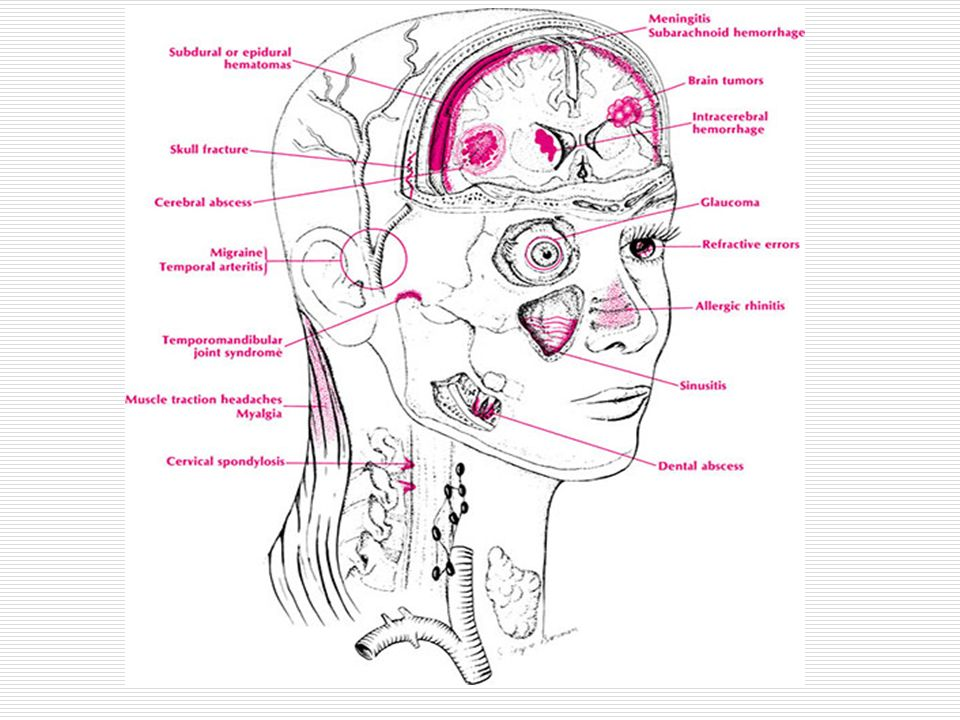 Meningitis
Subarachnoid hemorrhage
Subdural or epidural
hematomas
Brain tumors
Intracerebral
hemorrhage
Skull fracture
Cerebral abscess
Glaucoma
Migraine
Temporal arteritis
Refractive errors
Allergic rhinitis
Temporomandibular
joint syndrome
Sinusitis
Muscle traction headaches
Myalgia
Cervical spondylosis
Dental abscess